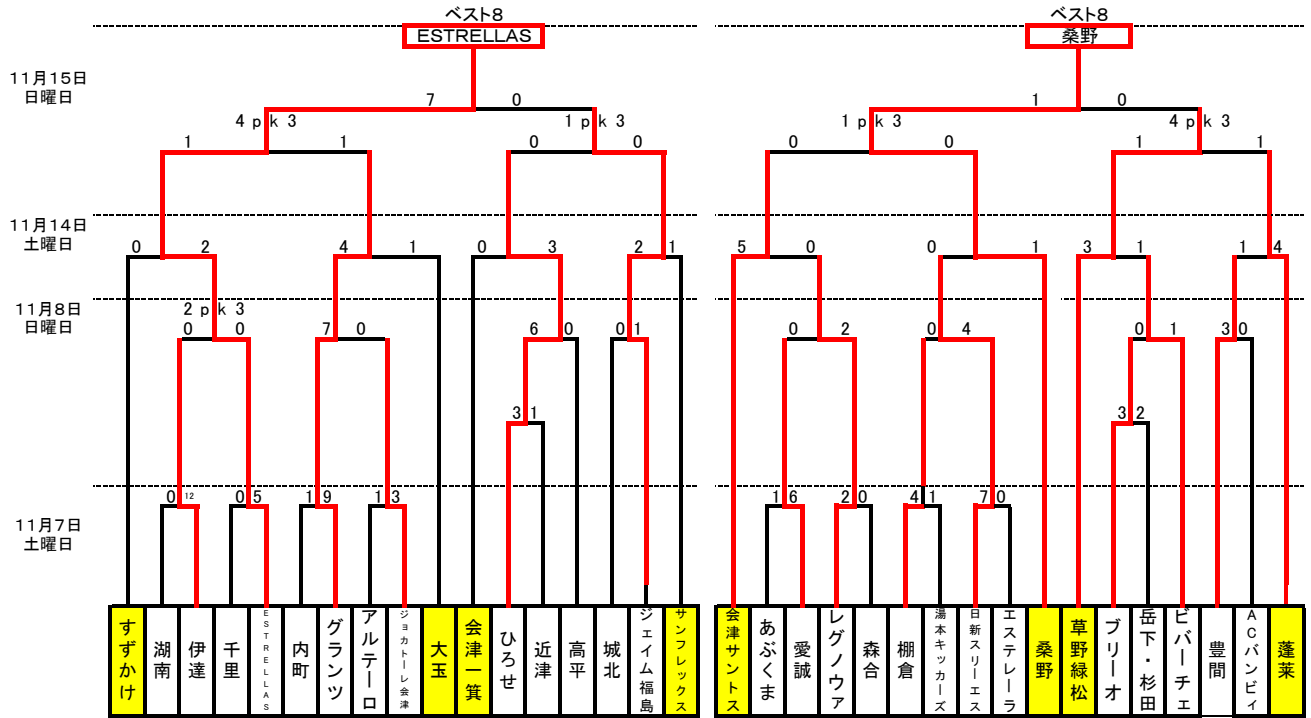 ベスト8 ベスト8
ESTRELLAS 桑野
11月15日
日曜日
7 0 1 0
4 pk 3 1 pk 3 1 pk 3 4 pk 3
1 1 0 0 0 0 1 1
11月14日
土曜日
0 2 4 1 0 3 2 1 5 0 0 1 3 1 1 4
11月8日
日曜日
2 pk 3
0 0 7 0 6 0 0 1 0 2 0 4 0 1 3 0
3 1 3 2
0 12 0 5 1 9 1 3 1 6 2 0 4 1 7 0
11月7日
土曜日
すずかけ
湖南
伊達
千里
ESTRELLAS
内町
グランツ
アルテーロ
ジョカトーレ会津
大玉
会津一箕
ひろせ
近津
高平
城北
ジェイム福島
サンフレックス
会津サントス
あぶくま
愛誠
レグノウァ
森合
棚倉
湯本キッカーズ
日新スリーエス
エステレーラ
桑野
草野緑松
ブリーオ
岳下・杉田
ビバーチェ
豊間
ACバンビィ
蓬莱